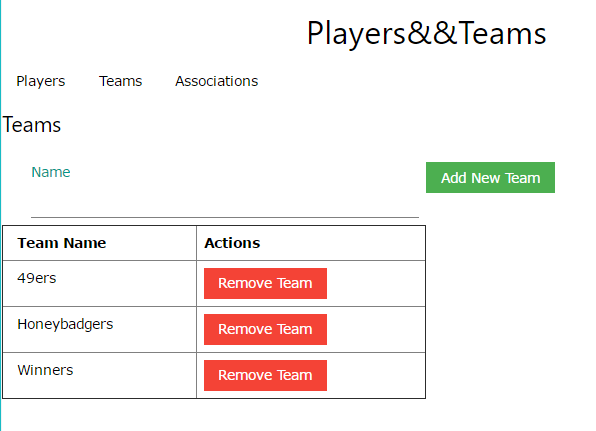 Players&&Teams
Players Teams Associations
Teams
Name
Add New Team
Team Name Actions
49ers Remove Team
Honeybadgers Remove Team
Winners Remove Team